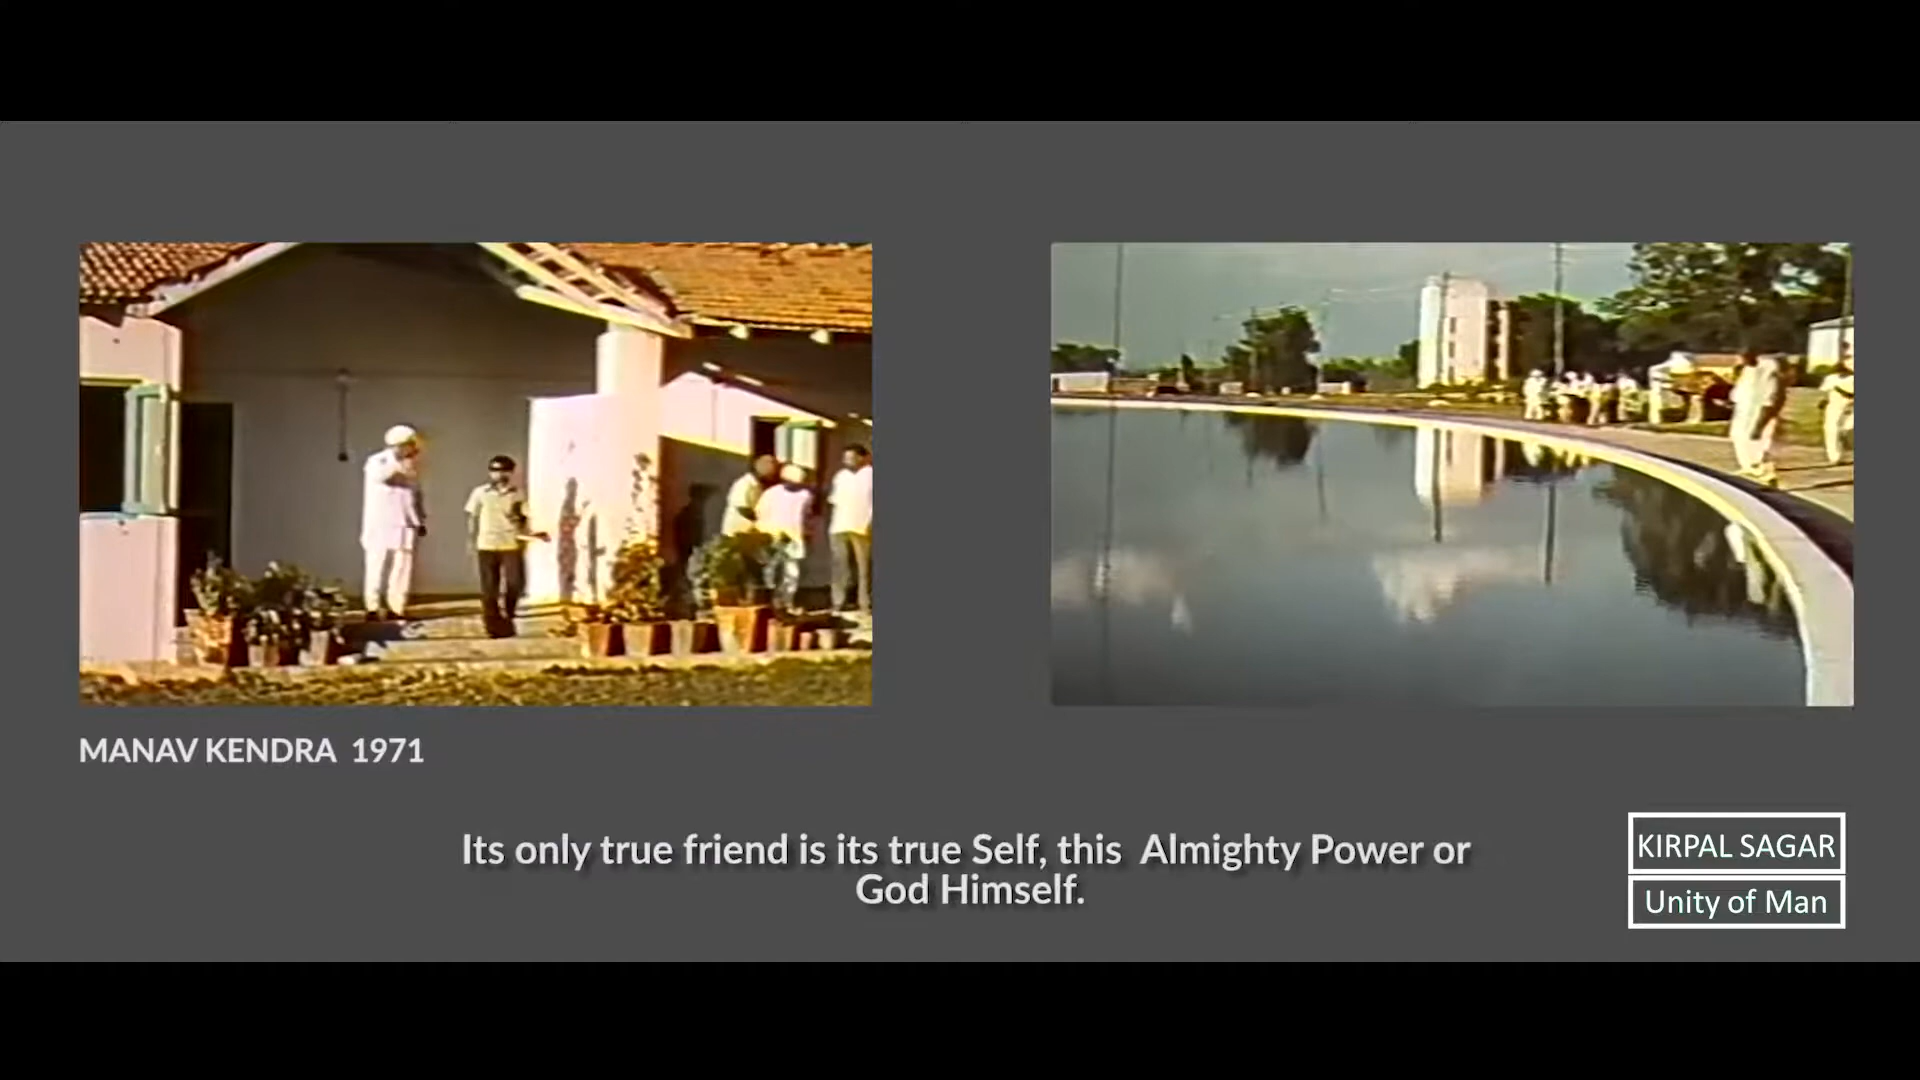 MANAV KENDRA 1971
Its only true friend is its true Self, this Almighty Power or
God Himself.
KIRPAL SAGAR
Unity of Man